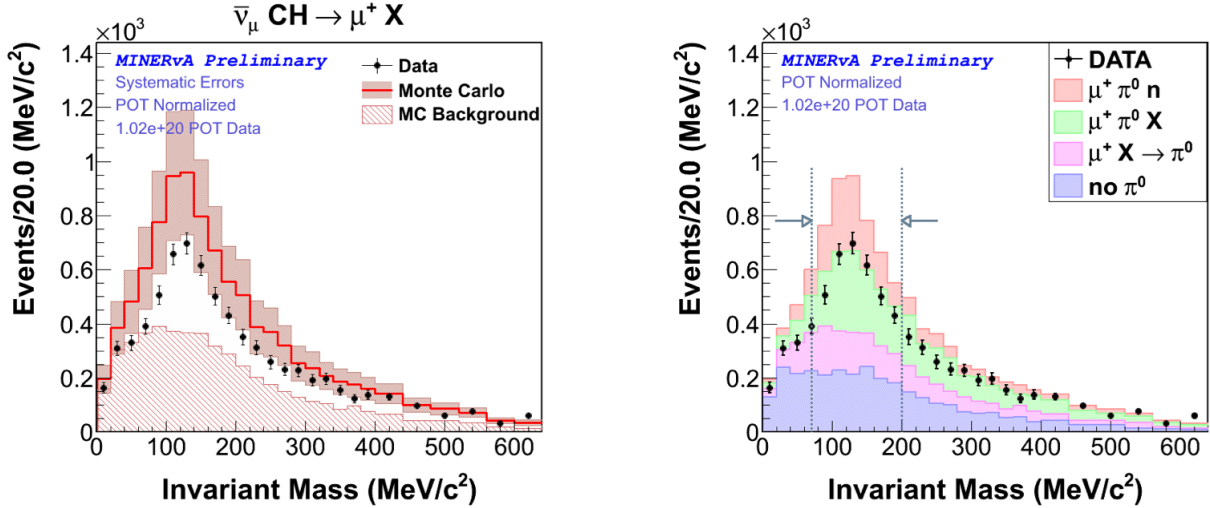 ν̄μ CH → μ⁺ X
×10³
MINERvA Preliminary
Systematic Errors
POT Normalized
1.02e+20 POT Data
Data
Monte Carlo
MC Background
Events/20.0 (MeV/c²)
1.4
1.2
1
0.8
0.6
0.4
0.2
0
0 100 200 300 400 500 600
Invariant Mass (MeV/c²)
×10³
MINERvA Preliminary
POT Normalized
1.02e+20 POT Data
DATA
μ⁺ π⁰ n
μ⁺ π⁰ X
μ⁺ X → π⁰
no π⁰
Events/20.0 (MeV/c²)
1.4
1.2
1
0.8
0.6
0.4
0.2
0
0 100 200 300 400 500 600
Invariant Mass (MeV/c²)